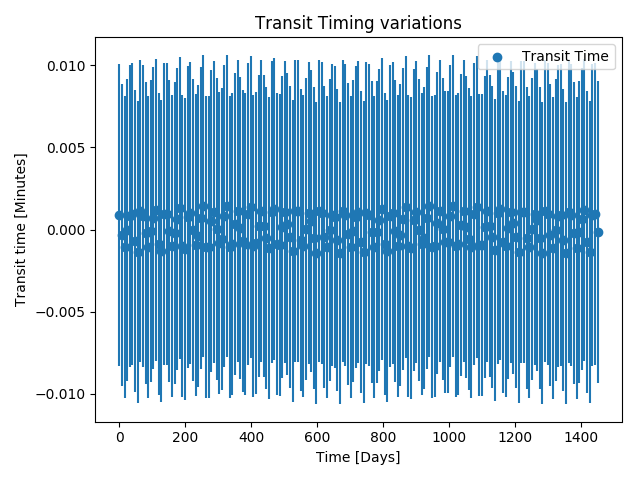 Transit Timing variations
Transit Time
0.010
0.005
0.000
−0.005
−0.010
Transit time [Minutes]
0 200 400 600 800 1000 1200 1400
Time [Days]